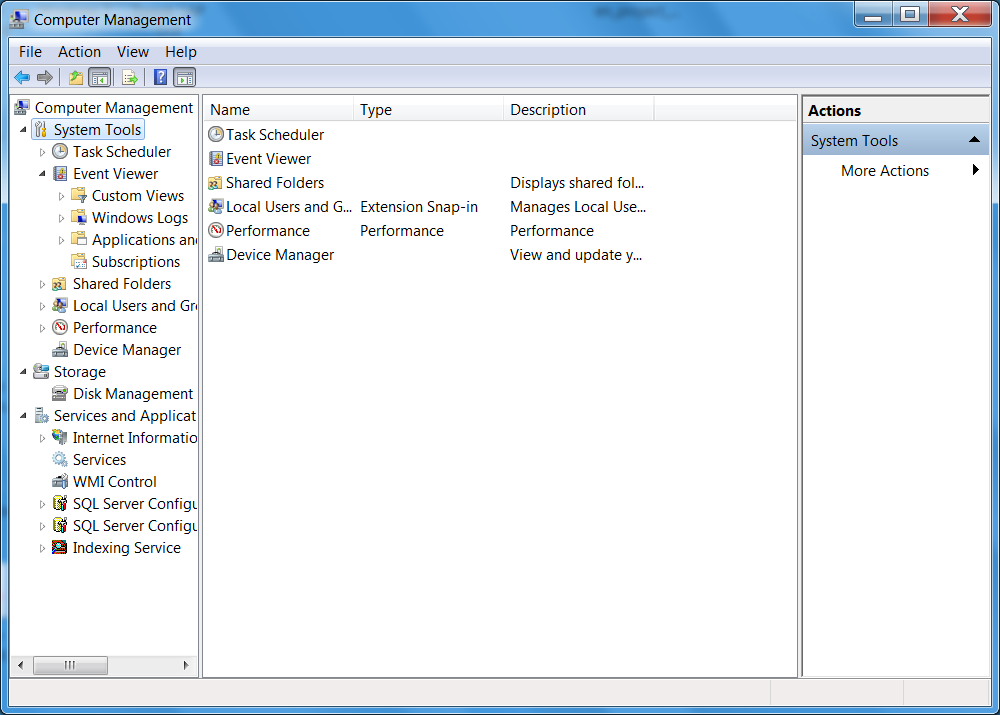 Computer Management
File Action View Help
Computer Management
System Tools
Task Scheduler
Event Viewer
Custom Views
Windows Logs
Applications and
Subscriptions
Shared Folders
Local Users and Gro
Performance
Device Manager
Storage
Disk Management
Services and Applicat
Internet Informatio
Services
WMI Control
SQL Server Configu
SQL Server Configu
Indexing Service
Name Type Description
Task Scheduler
Event Viewer
Shared Folders Displays shared fol...
Local Users and G... Extension Snap-in Manages Local Use...
Performance Performance Performance
Device Manager View and update y...
Actions
System Tools
More Actions